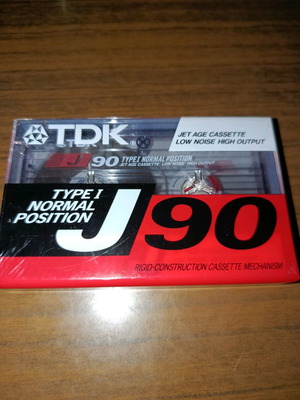 TDK
JET AGE CASSETTE
LOW NOISE HIGH OUTPUT
J 90 TYPE I NORMAL POSITION
JET AGE CASSETTE LOW NOISE HIGH OUTPUT
TYPE I
NORMAL
POSITION
J 90
RIGID-CONSTRUCTION CASSETTE MECHANISM